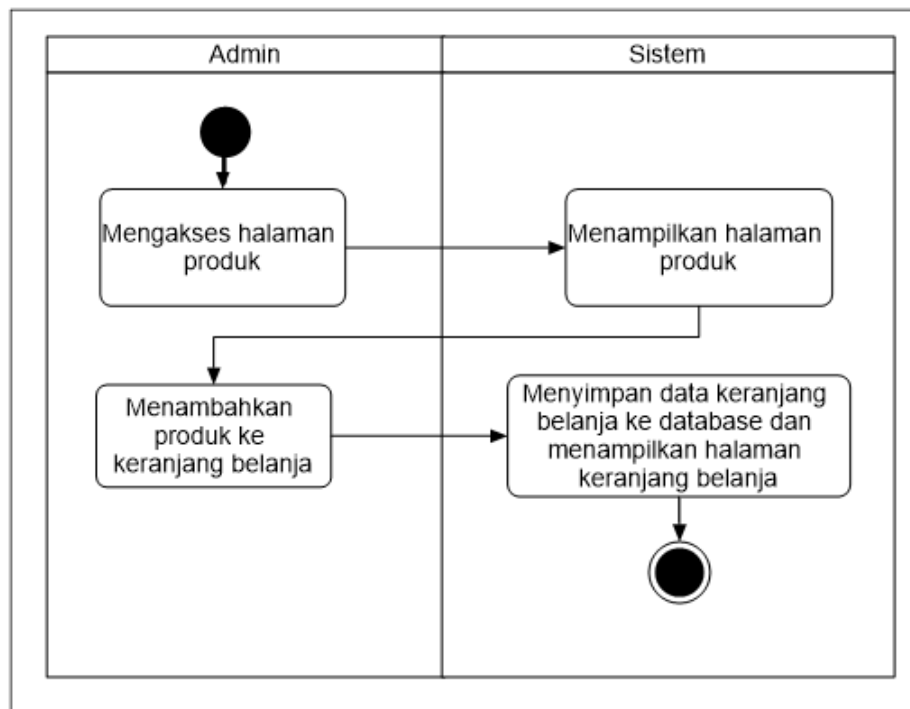 Admin
Sistem
Mengakses halaman
produk
Menampilkan halaman
produk
Menambahkan
produk ke
keranjang belanja
Menyimpan data keranjang
belanja ke database dan
menampilkan halaman
keranjang belanja